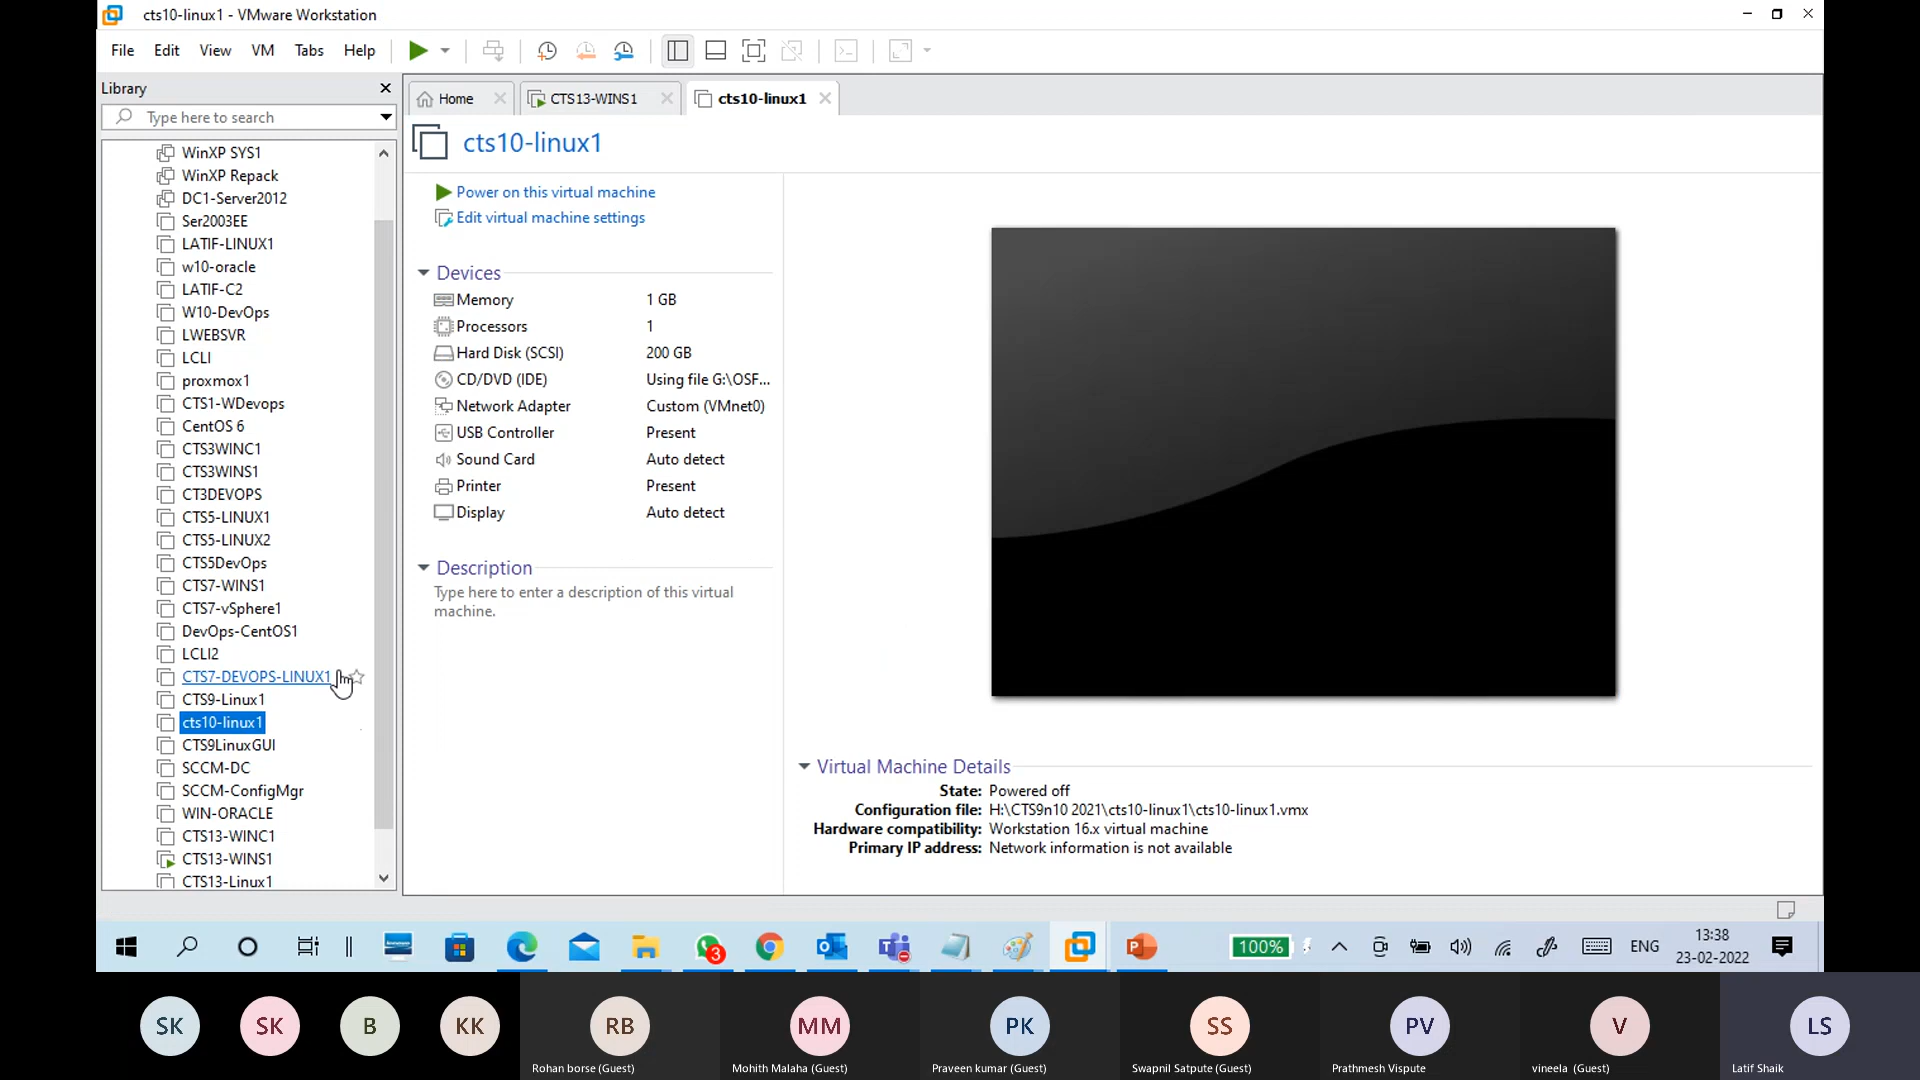 cts10-linux1 - VMware Workstation
File Edit View VM Tabs Help
Library
Type here to search
Home
CTS13-WINS1
cts10-linux1
WinXP SYS1
WinXP Repack
DC1-Server2012
Ser2003EE
LATIF-LINUX1
w10-oracle
LATIF-C2
W10-DevOps
LWEBSVR
LCLI
proxmox1
CTS1-WDevops
CentOS 6
CTS3WINC1
CTS3WINS1
CT3DEVOPS
CTS5-LINUX1
CTS5-LINUX2
CTS5DevOps
CTS7-WINS1
CTS7-vSphere1
DevOps-CentOS1
LCLI2
CTS7-DEVOPS-LINUX1
CTS9-Linux1
cts10-linux1
CTS9LinuxGUI
SCCM-DC
SCCM-ConfigMgr
WIN-ORACLE
CTS13-WINC1
CTS13-WINS1
CTS13-Linux1
cts10-linux1
Power on this virtual machine
Edit virtual machine settings
Devices
Memory 1 GB
Processors 1
Hard Disk (SCSI) 200 GB
CD/DVD (IDE) Using file G:\OSF...
Network Adapter Custom (VMnet0)
USB Controller Present
Sound Card Auto detect
Printer Present
Display Auto detect
Description
Type here to enter a description of this virtual
machine.
Virtual Machine Details
State: Powered off
Configuration file: H:\CTS9n10 2021\cts10-linux1\cts10-linux1.vmx
Hardware compatibility: Workstation 16.x virtual machine
Primary IP address: Network information is not available
3
100%
ENG
13:38
23-02-2022
SK
SK
B
KK
RB
MM
PK
SS
PV
V
LS
Rohan borse (Guest)
Mohith Malaha (Guest)
Praveen kumar (Guest)
Swapnil Satpute (Guest)
Prathmesh Vispute
vineela (Guest)
Latif Shaik